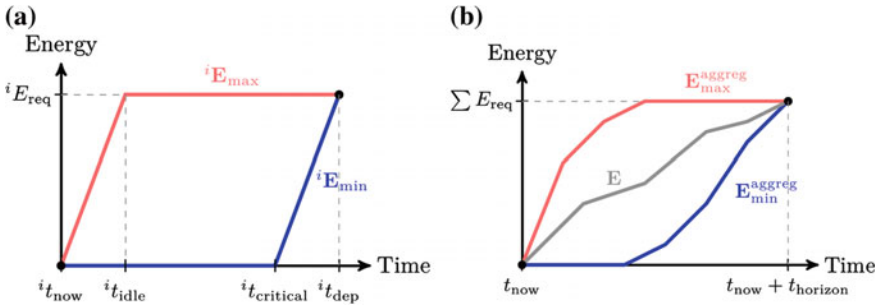 (a)
Energy
ⁱE_max
ⁱE_req
ⁱE_min
Time
ⁱt_now
ⁱt_idle
ⁱt_critical
ⁱt_dep
(b)
Energy
E_max^aggreg
∑ E_req
E
E_min^aggreg
Time
t_now
t_now + t_horizon